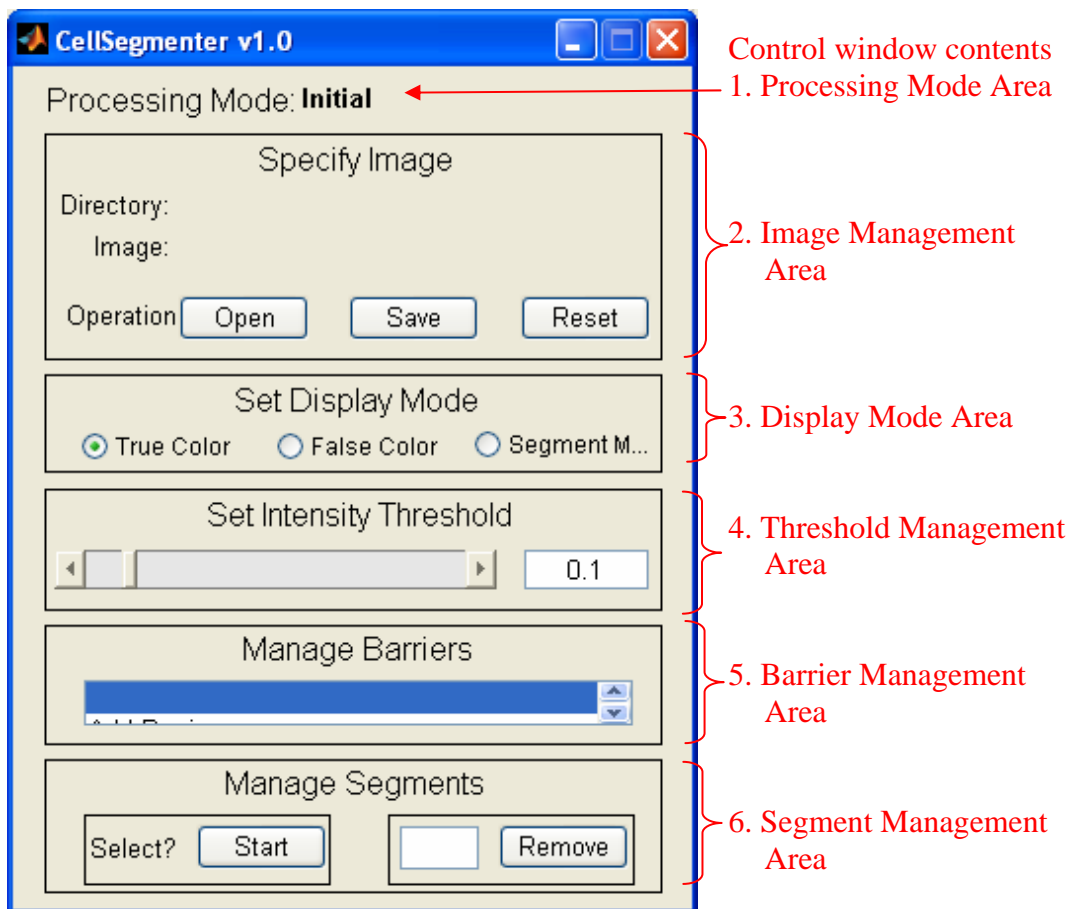 CellSegmenter v1.0
Control window contents
Processing Mode: Initial
1. Processing Mode Area
Specify Image
Directory:
Image:
2. Image Management
Area
Operation Open Save Reset
Set Display Mode
True Color False Color Segment M...
3. Display Mode Area
Set Intensity Threshold
0.1
4. Threshold Management
Area
Manage Barriers
5. Barrier Management
Area
Manage Segments
Select? Start Remove
6. Segment Management
Area